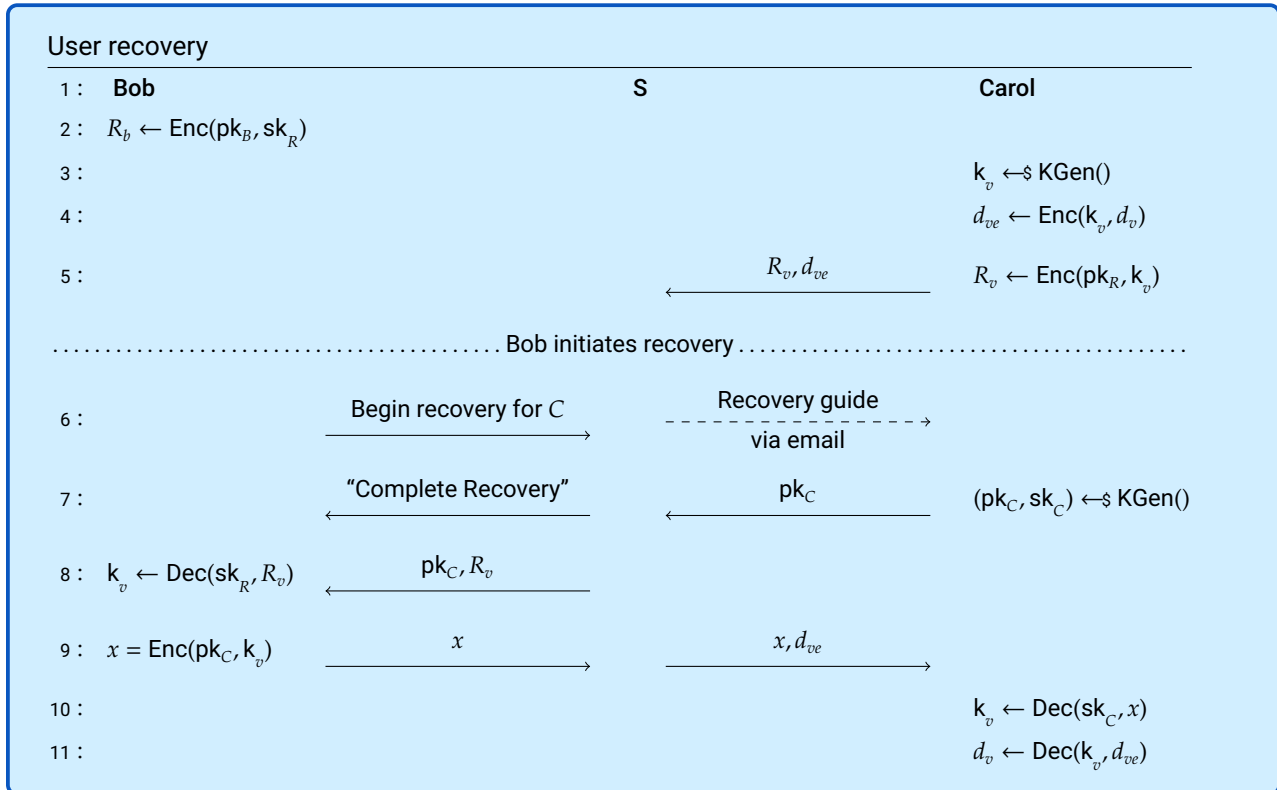 User recovery
1 : Bob S Carol
2 : R_b ← Enc(pk_B, sk_R)
3 : k_v ←$ KGen()
4 : d_ve ← Enc(k_v, d_v)
5 : R_v, d_ve R_v ← Enc(pk_R, k_v)
Bob initiates recovery
6 : Begin recovery for C Recovery guide via email
7 : "Complete Recovery" pk_C (pk_C, sk_C) ←$ KGen()
8 : k_v ← Dec(sk_R, R_v) pk_C, R_v
9 : x = Enc(pk_C, k_v) x x, d_ve
10 : k_v ← Dec(sk_C, x)
11 : d_v ← Dec(k_v, d_ve)